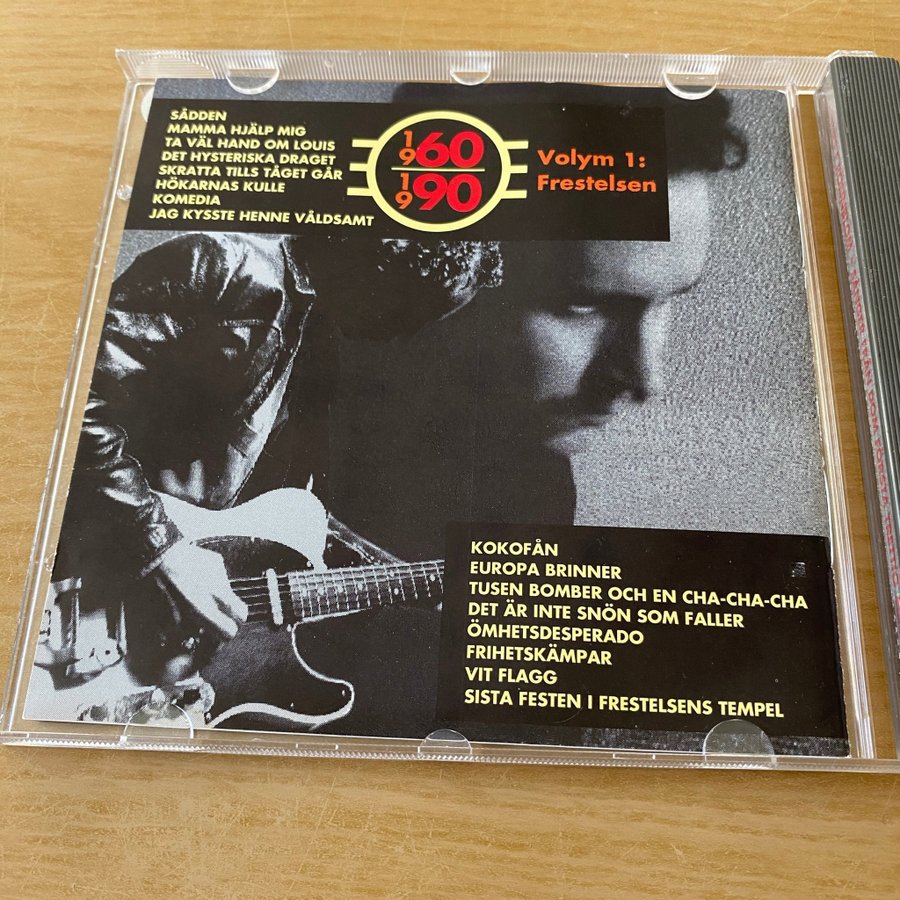 SÅDDEN
MAMMA HJÄLP MIG
TA VÄL HAND OM LOUIS
DET HYSTERISKA DRAGET
SKRATTA TILLS TÅGET GÅR
HÖKARNAS KULLE
KOMEDIA
JAG KYSSTE HENNE VÅLDSAMT
1960
1990
Volym 1:
Frestelsen
KOKOFÅN
EUROPA BRINNER
TUSEN BOMBER OCH EN CHA-CHA-CHA
DET ÄR INTE SNÖN SOM FALLER
ÖMHETSDESPERADO
FRIHETSKÄMPAR
VIT FLAGG
SISTA FESTEN I FRESTELSENS TEMPEL